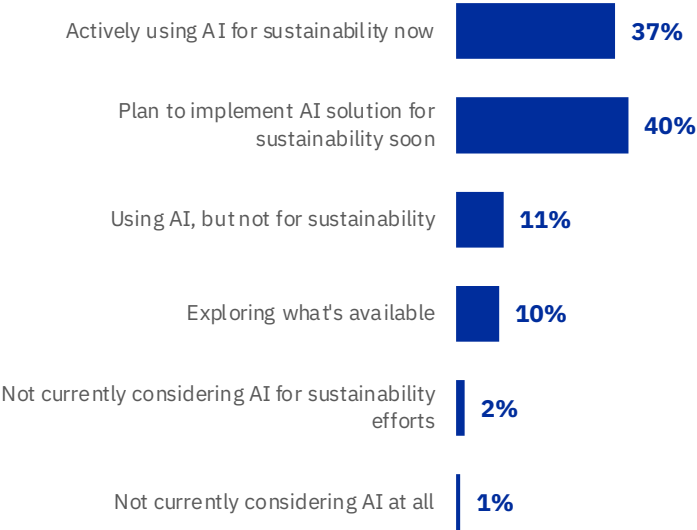 Actively using AI for sustainability now
37%
Plan to implement AI solution for
sustainability soon
40%
Using AI, but not for sustainability
11%
Exploring what's available
10%
Not currently considering AI for sustainability
efforts
2%
Not currently considering AI at all
1%